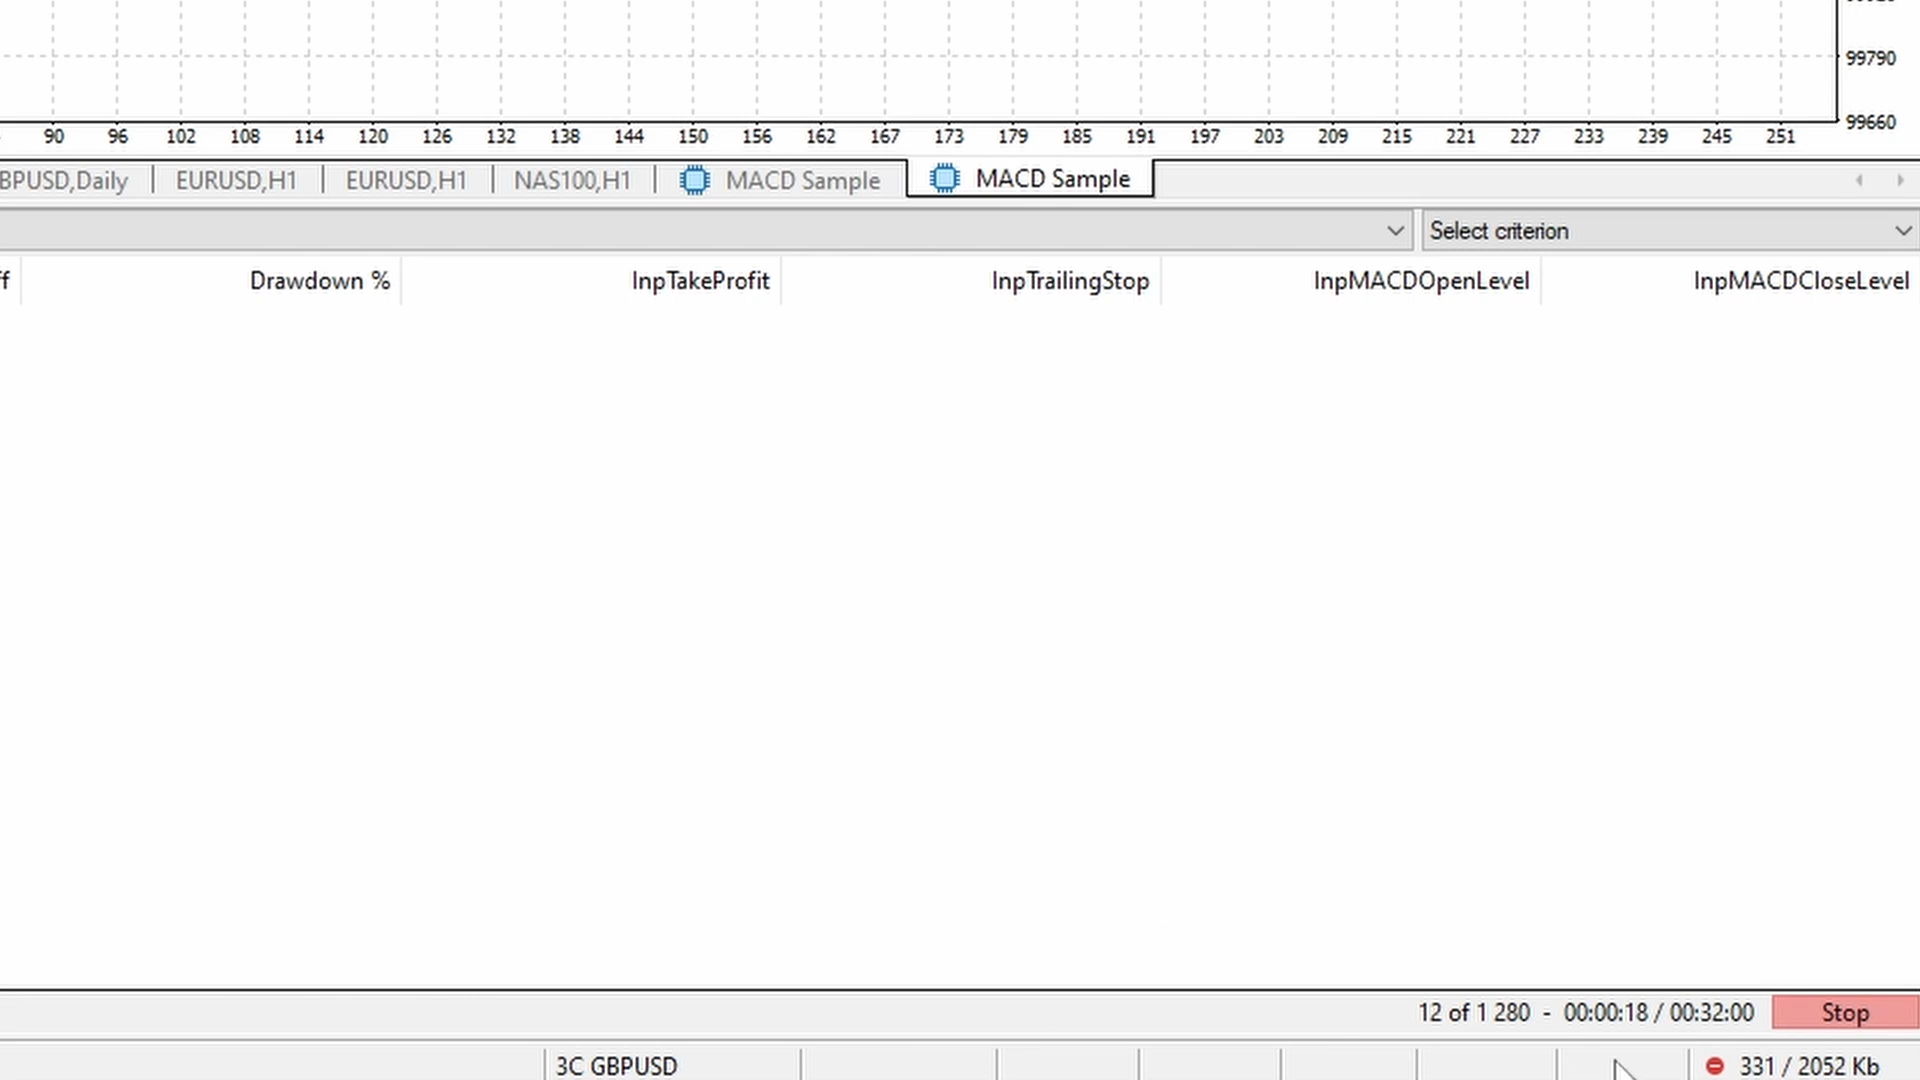 99790
99660
90 96 102 108 114 120 126 132 138 144 150 156 162 167 173 179 185 191 197 203 209 215 221 227 233 239 245 251
BPUSD,Daily EURUSD,H1 EURUSD,H1 NAS100,H1 MACD Sample MACD Sample
Select criterion
Drawdown % InpTakeProfit InpTrailingStop InpMACDOpenLevel InpMACDCloseLevel
12 of 1 280 - 00:00:18 / 00:32:00 Stop
3C GBPUSD 331 / 2052 Kb